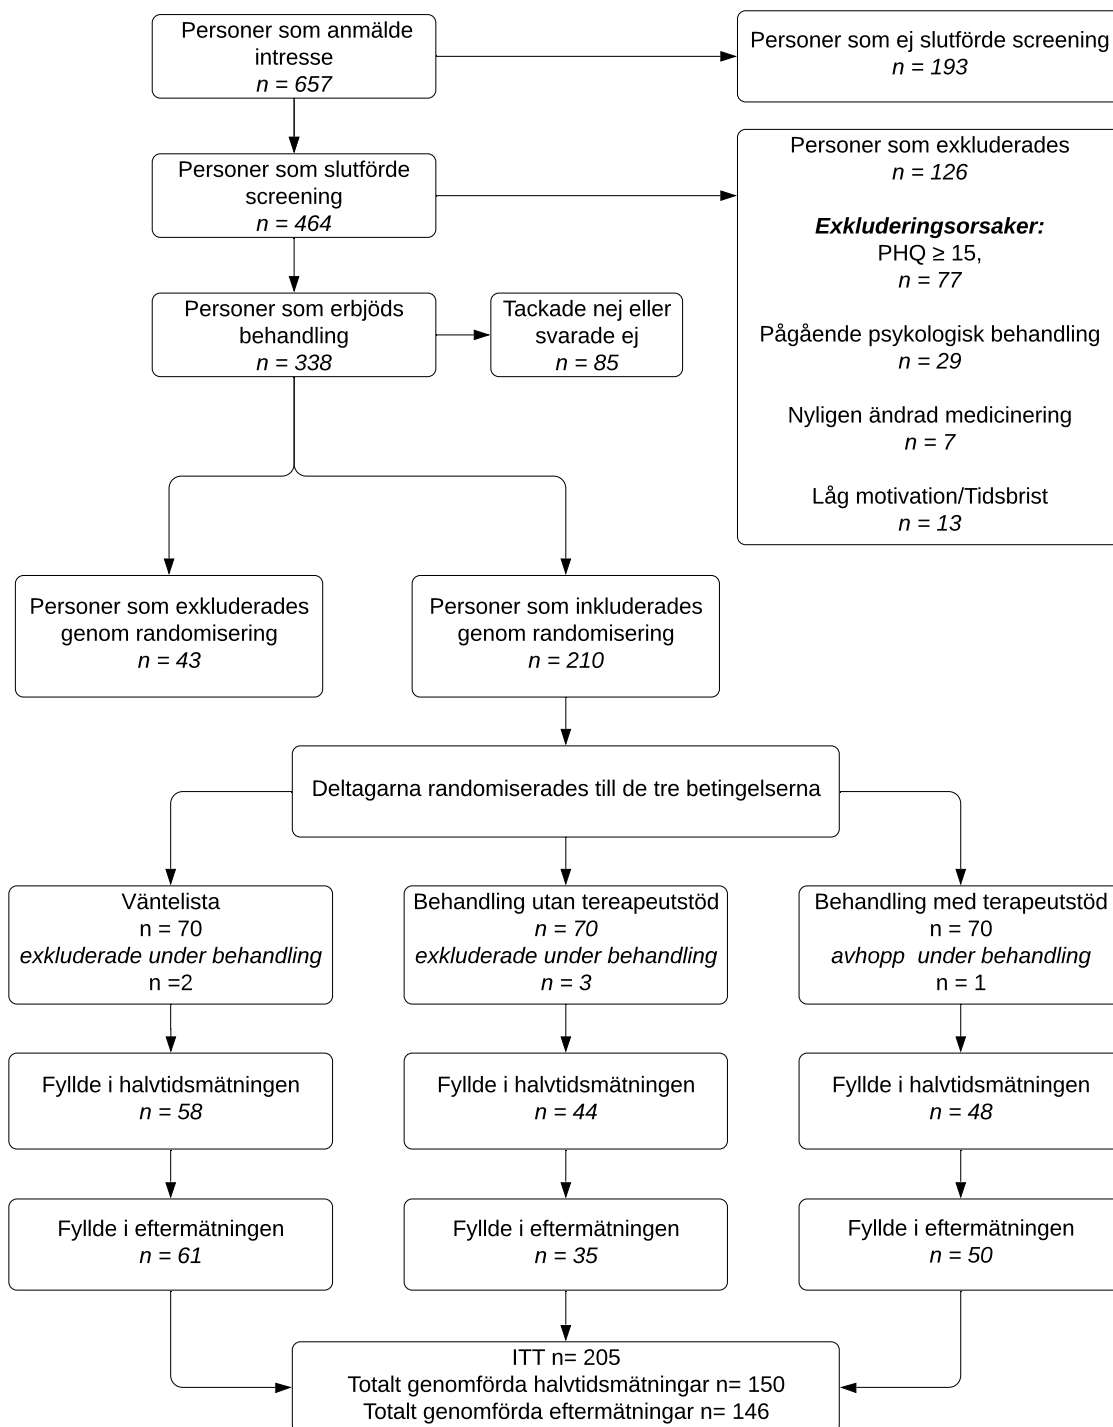 Personer som anmälde
intresse
n = 657
Personer som ej slutförde screening
n = 193
Personer som slutförde
screening
n = 464
Personer som exkluderades
n = 126
Exkluderingsorsaker:
PHQ ≥ 15,
n = 77
Pågående psykologisk behandling
n = 29
Nyligen ändrad medicinering
n = 7
Låg motivation/Tidsbrist
n = 13
Personer som erbjöds
behandling
n = 338
Tackade nej eller
svarade ej
n = 85
Personer som exkluderades
genom randomisering
n = 43
Personer som inkluderades
genom randomisering
n = 210
Deltagarna randomiserades till de tre betingelserna
Väntelista
n = 70
exkluderade under behandling
n =2
Behandling utan tereapeutstöd
n = 70
exkluderade under behandling
n = 3
Behandling med terapeutstöd
n = 70
avhopp  under behandling
n = 1
Fyllde i halvtidsmätningen
n = 58
Fyllde i halvtidsmätningen
n = 44
Fyllde i halvtidsmätningen
n = 48
Fyllde i eftermätningen
n = 61
Fyllde i eftermätningen
n = 35
Fyllde i eftermätningen
n = 50
ITT n= 205
Totalt genomförda halvtidsmätningar n= 150
Totalt genomförda eftermätningar n= 146